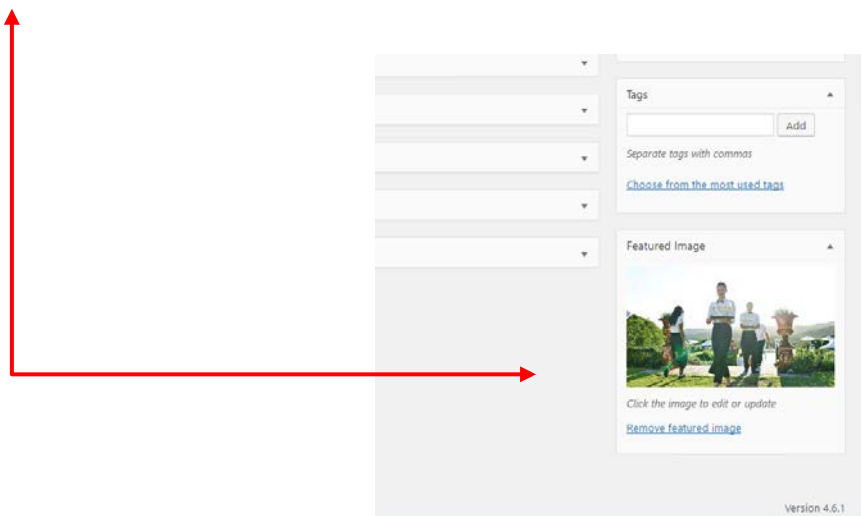 Tags
Add
Separate tags with commas
Choose from the most used tags
Featured Image
Click the image to edit or update
Remove featured image
Version 4.6.1